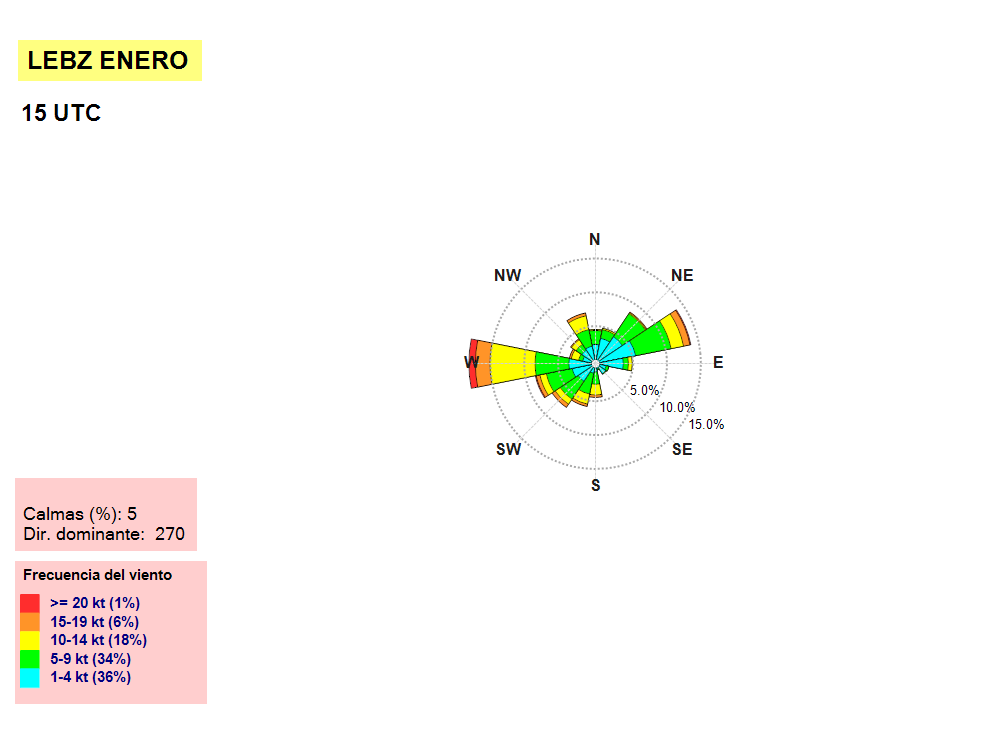 LEBZ ENERO
15 UTC
N
NW
NE
W
E
5.0%
10.0%
15.0%
SW
SE
S
Calmas (%): 5
Dir. dominante: 270
Frecuencia del viento
>= 20 kt (1%)
15-19 kt (6%)
10-14 kt (18%)
5-9 kt (34%)
1-4 kt (36%)